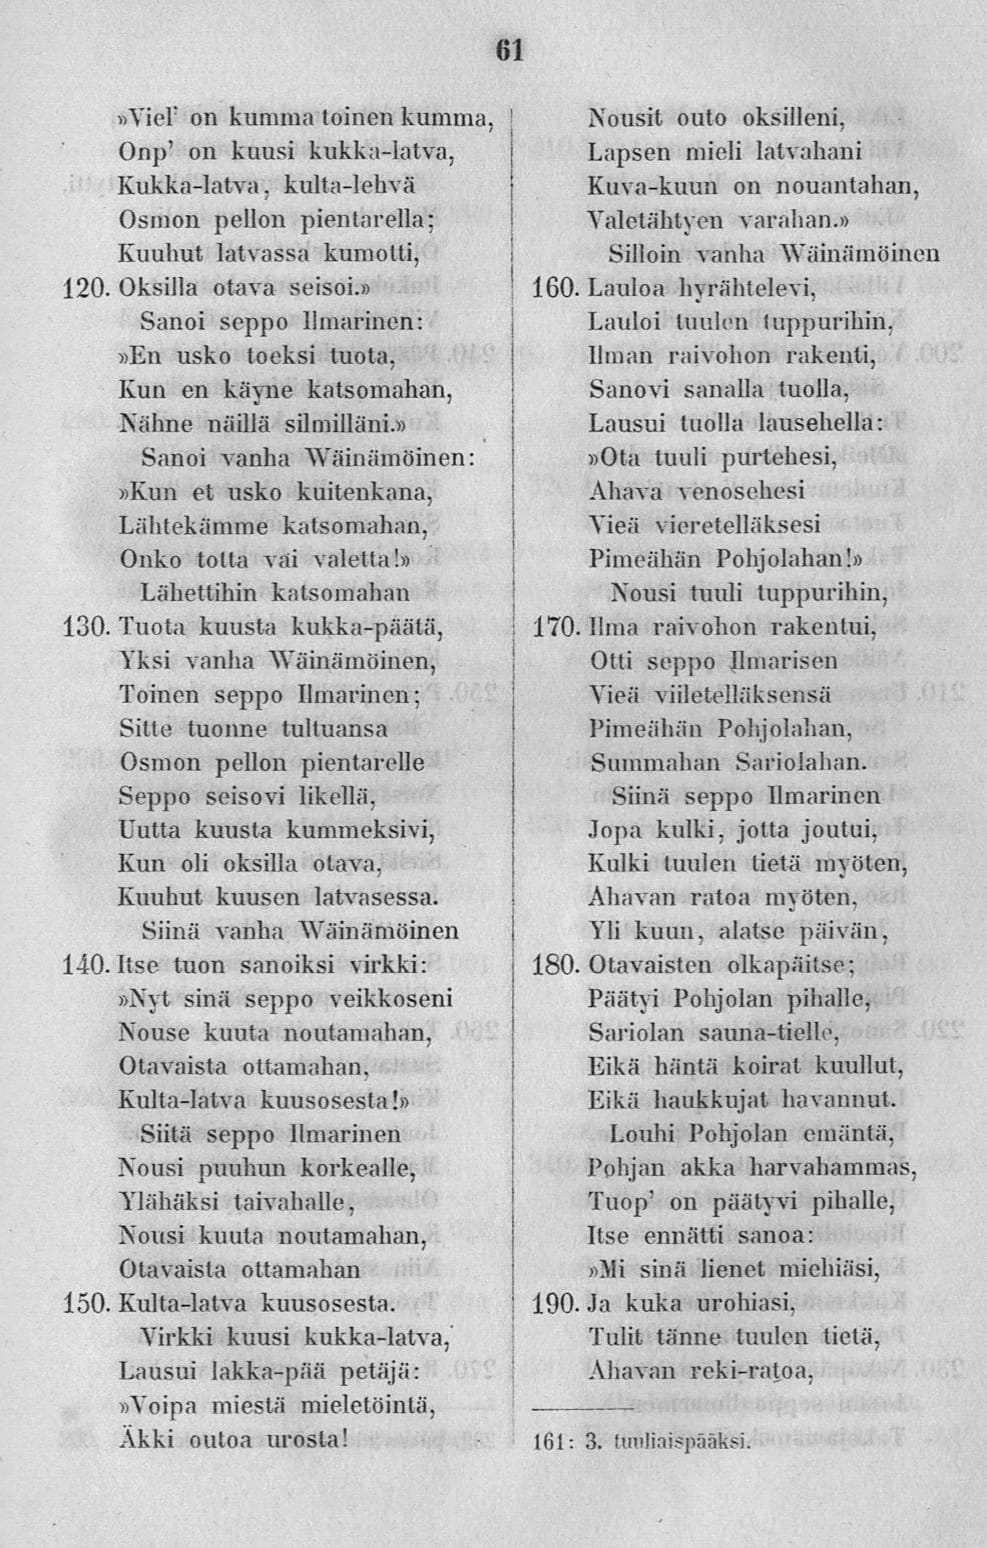 61
»Viel' on kumma toinen kumma,
Onp' on kuusi kukka-latva,
Kukka-latva, kulta-lehvä
Osmon pellon pientarella;
Kuuhut latvassa kumotti,
120. Oksilla otava seisoi.»
Sanoi seppo Ilmarinen:
»En usko toeksi tuota,
Kun en käyne katsomahan,
Nähne näillä silmilläni.»
Sanoi vanha Wäinämöinen:
»Kun et usko kuitenkana,
Lähtekämme katsomahan,
Onko totta vai valetta!»
Lähettihin katsomahan
130. Tuota kuusta kukka-päätä,
Yksi vanha Wäinämöinen,
Toinen seppo Ilmarinen;
Sitte tuonne tultuansa
Osmon pellon pientarelle
Seppo seisovi likellä,
Uutta kuusta kummeksivi,
Kun oli oksilla otava,
Kuuhut kuusen latvasessa.
Siinä vanha Wäinämöinen
140. Itse tuon sanoiksi virkki:
»Nyt sinä seppo veikkoseni
Nouse kuuta noutamahan,
Otavaista ottamahan,
Kulta-latva kuusosesta!»
Siitä seppo Ilmarinen
Nousi puuhun korkealle,
Ylähäksi taivahalle,
Nousi kuuta noutamahan,
Otavaista ottamahan
150. Kulta-latva kuusosesta.
Virkki kuusi kukka-latva,
Lausui lakka-pää petäjä:
»Voipa miestä mieletöintä,
Äkki outoa urosta!
Nousit outo oksilleni,
Lapsen mieli latvahani
Kuva-kuun on nouantahan,
Valetähtyen varahan.»
Silloin vanha Wäinämöinen
160. Lauloa hyrähtelevi,
Lauloi tuulen tuppurihin,
Ilman raivohon rakenti,
Sanovi sanalla tuolla,
Lausui tuolla lausehella:
»Ota tuuli purtehesi,
Ahava venosehesi
Vieä vieretelläksesi
Pimeähän Pohjolahan!»
Nousi tuuli tuppurihin,
170. Ilma raivohon rakentui,
Otti seppo Ilmarisen
Vieä viiletelläksensä
Pimeähän Pohjolahan,
Summahan Sariolahan.
Siinä seppo Ilmarinen
Jopa kulki, jotta joutui,
Kulki tuulen tietä myöten,
Ahavan ratoa myöten,
Yli kuun, alatse päivän,
180. Otavaisten olkapäitse;
Päätyi Pohjolan pihalle,
Sariolan sauna-tielle,
Eikä häntä koirat kuullut,
Eikä haukkujat havannut.
Louhi Pohjolan emäntä,
Pohjan akka harvahammas,
Tuop' on päätyvi pihalle,
Itse ennätti sanoa:
»Mi sinä lienet miehiäsi,
190. Ja kuka urohiasi,
Tulit tänne tuulen tietä,
Ahavan reki-ratoa,
161: 3. tuuliaispääksi.